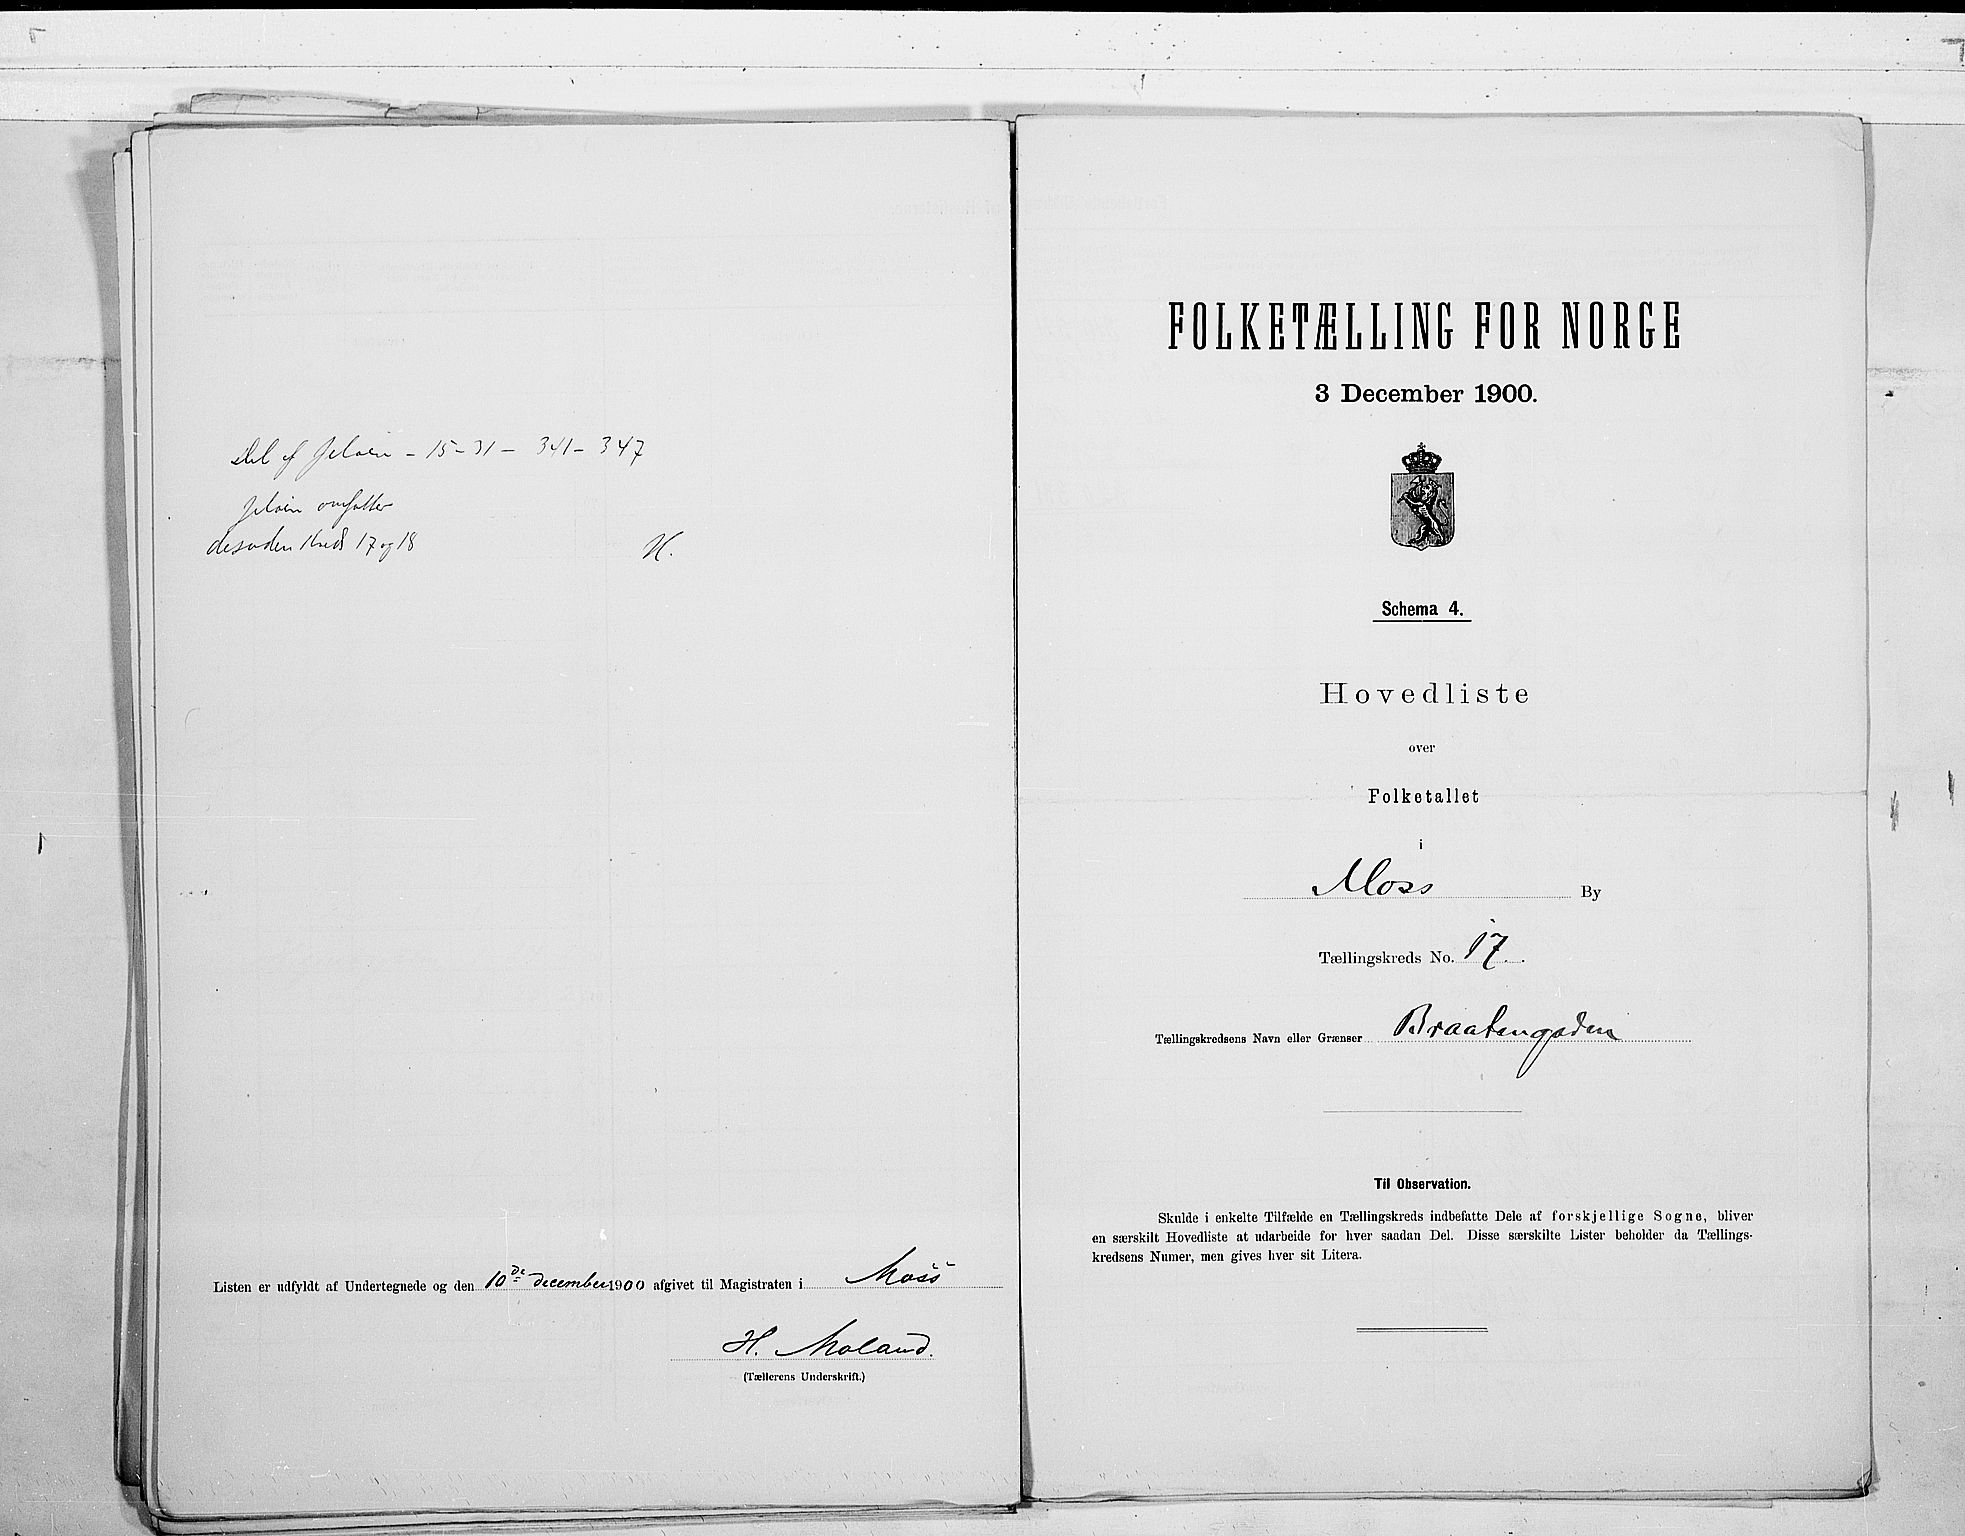 Del af Jeløen - 15-31 - 341-347
Jeløen omfatter
desuden Kreds 17 og 18
H.
Listen er udfyldt af Undertegnede og den 10de december 1900 afgivet til Magistraten i Moss
H. Moland.
(Tællerens Underskrift.)
FOLKETÆLLING FOR NORGE
3 December 1900.
Schema 4.
Hovedliste
over
Folketallet
i
Moss By
Tællingskreds No. 17.
Tællingskredsens Navn eller Grænser Braatengaden
Til Observation.
Skulde i enkelte Tilfælde en Tællingskreds indbefatte Dele af forskjellige Sogne, bliver
en særskilt Hovedliste at udarbeide for hver saadan Del. Disse særskilte Lister beholder da Tællings-
kredsens Numer, men gives hver sit Litera.